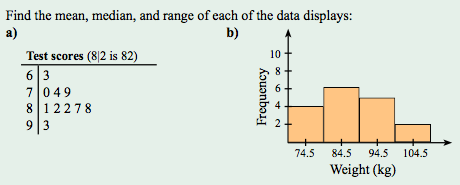 Find the mean, median, and range of each of the data displays:
a) b)
Test scores (8|2 is 82)
6 3
7 0 4 9
8 1 2 2 7 8
9 3
10
8
6
4
2
Frequency
74.5 84.5 94.5 104.5
Weight (kg)